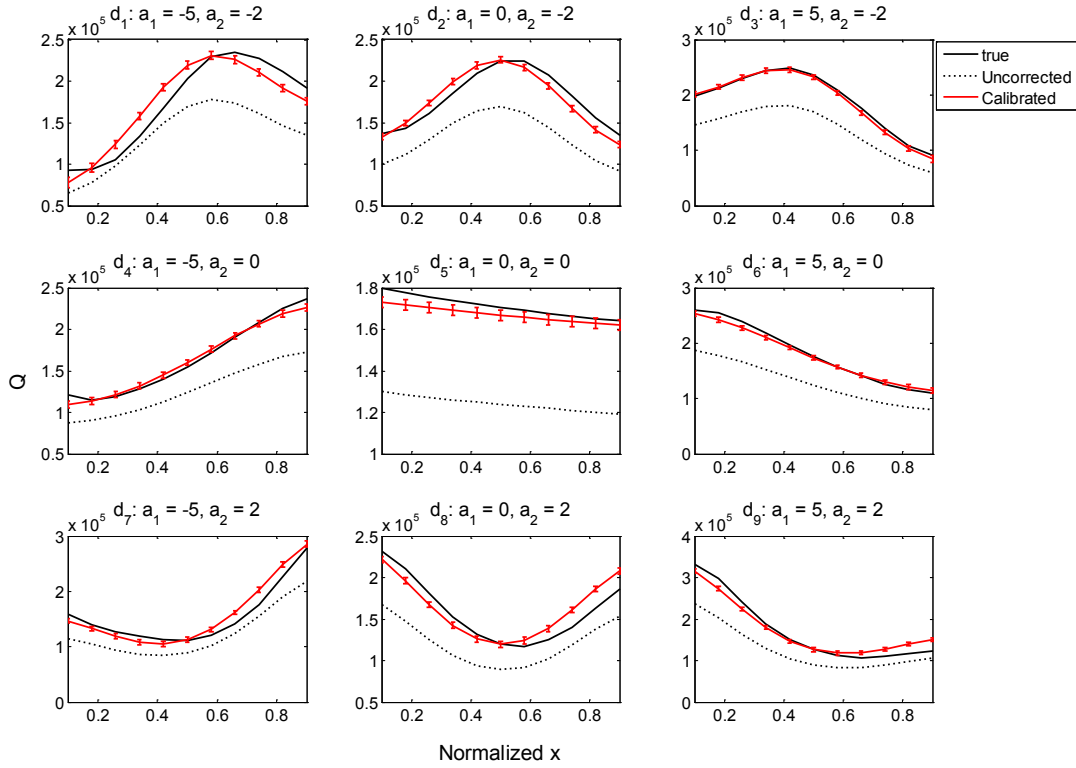 d1: a1 = -5, a2 = -2
x 10^5
2.5
2
1.5
1
0.5
0.2 0.4 0.6 0.8
d2: a1 = 0, a2 = -2
x 10^5
2.5
2
1.5
1
0.5
0.2 0.4 0.6 0.8
d3: a1 = 5, a2 = -2
x 10^5
3
2
1
0
0.2 0.4 0.6 0.8
true
Uncorrected
Calibrated
d4: a1 = -5, a2 = 0
x 10^5
2.5
2
1.5
1
0.5
0.2 0.4 0.6 0.8
d5: a1 = 0, a2 = 0
x 10^5
1.8
1.6
1.4
1.2
1
0.2 0.4 0.6 0.8
d6: a1 = 5, a2 = 0
x 10^5
3
2
1
0
0.2 0.4 0.6 0.8
Q
d7: a1 = -5, a2 = 2
x 10^5
3
2
1
0
0.2 0.4 0.6 0.8
d8: a1 = 0, a2 = 2
x 10^5
2.5
2
1.5
1
0.5
0.2 0.4 0.6 0.8
d9: a1 = 5, a2 = 2
x 10^5
4
3
2
1
0
0.2 0.4 0.6 0.8
Normalized x